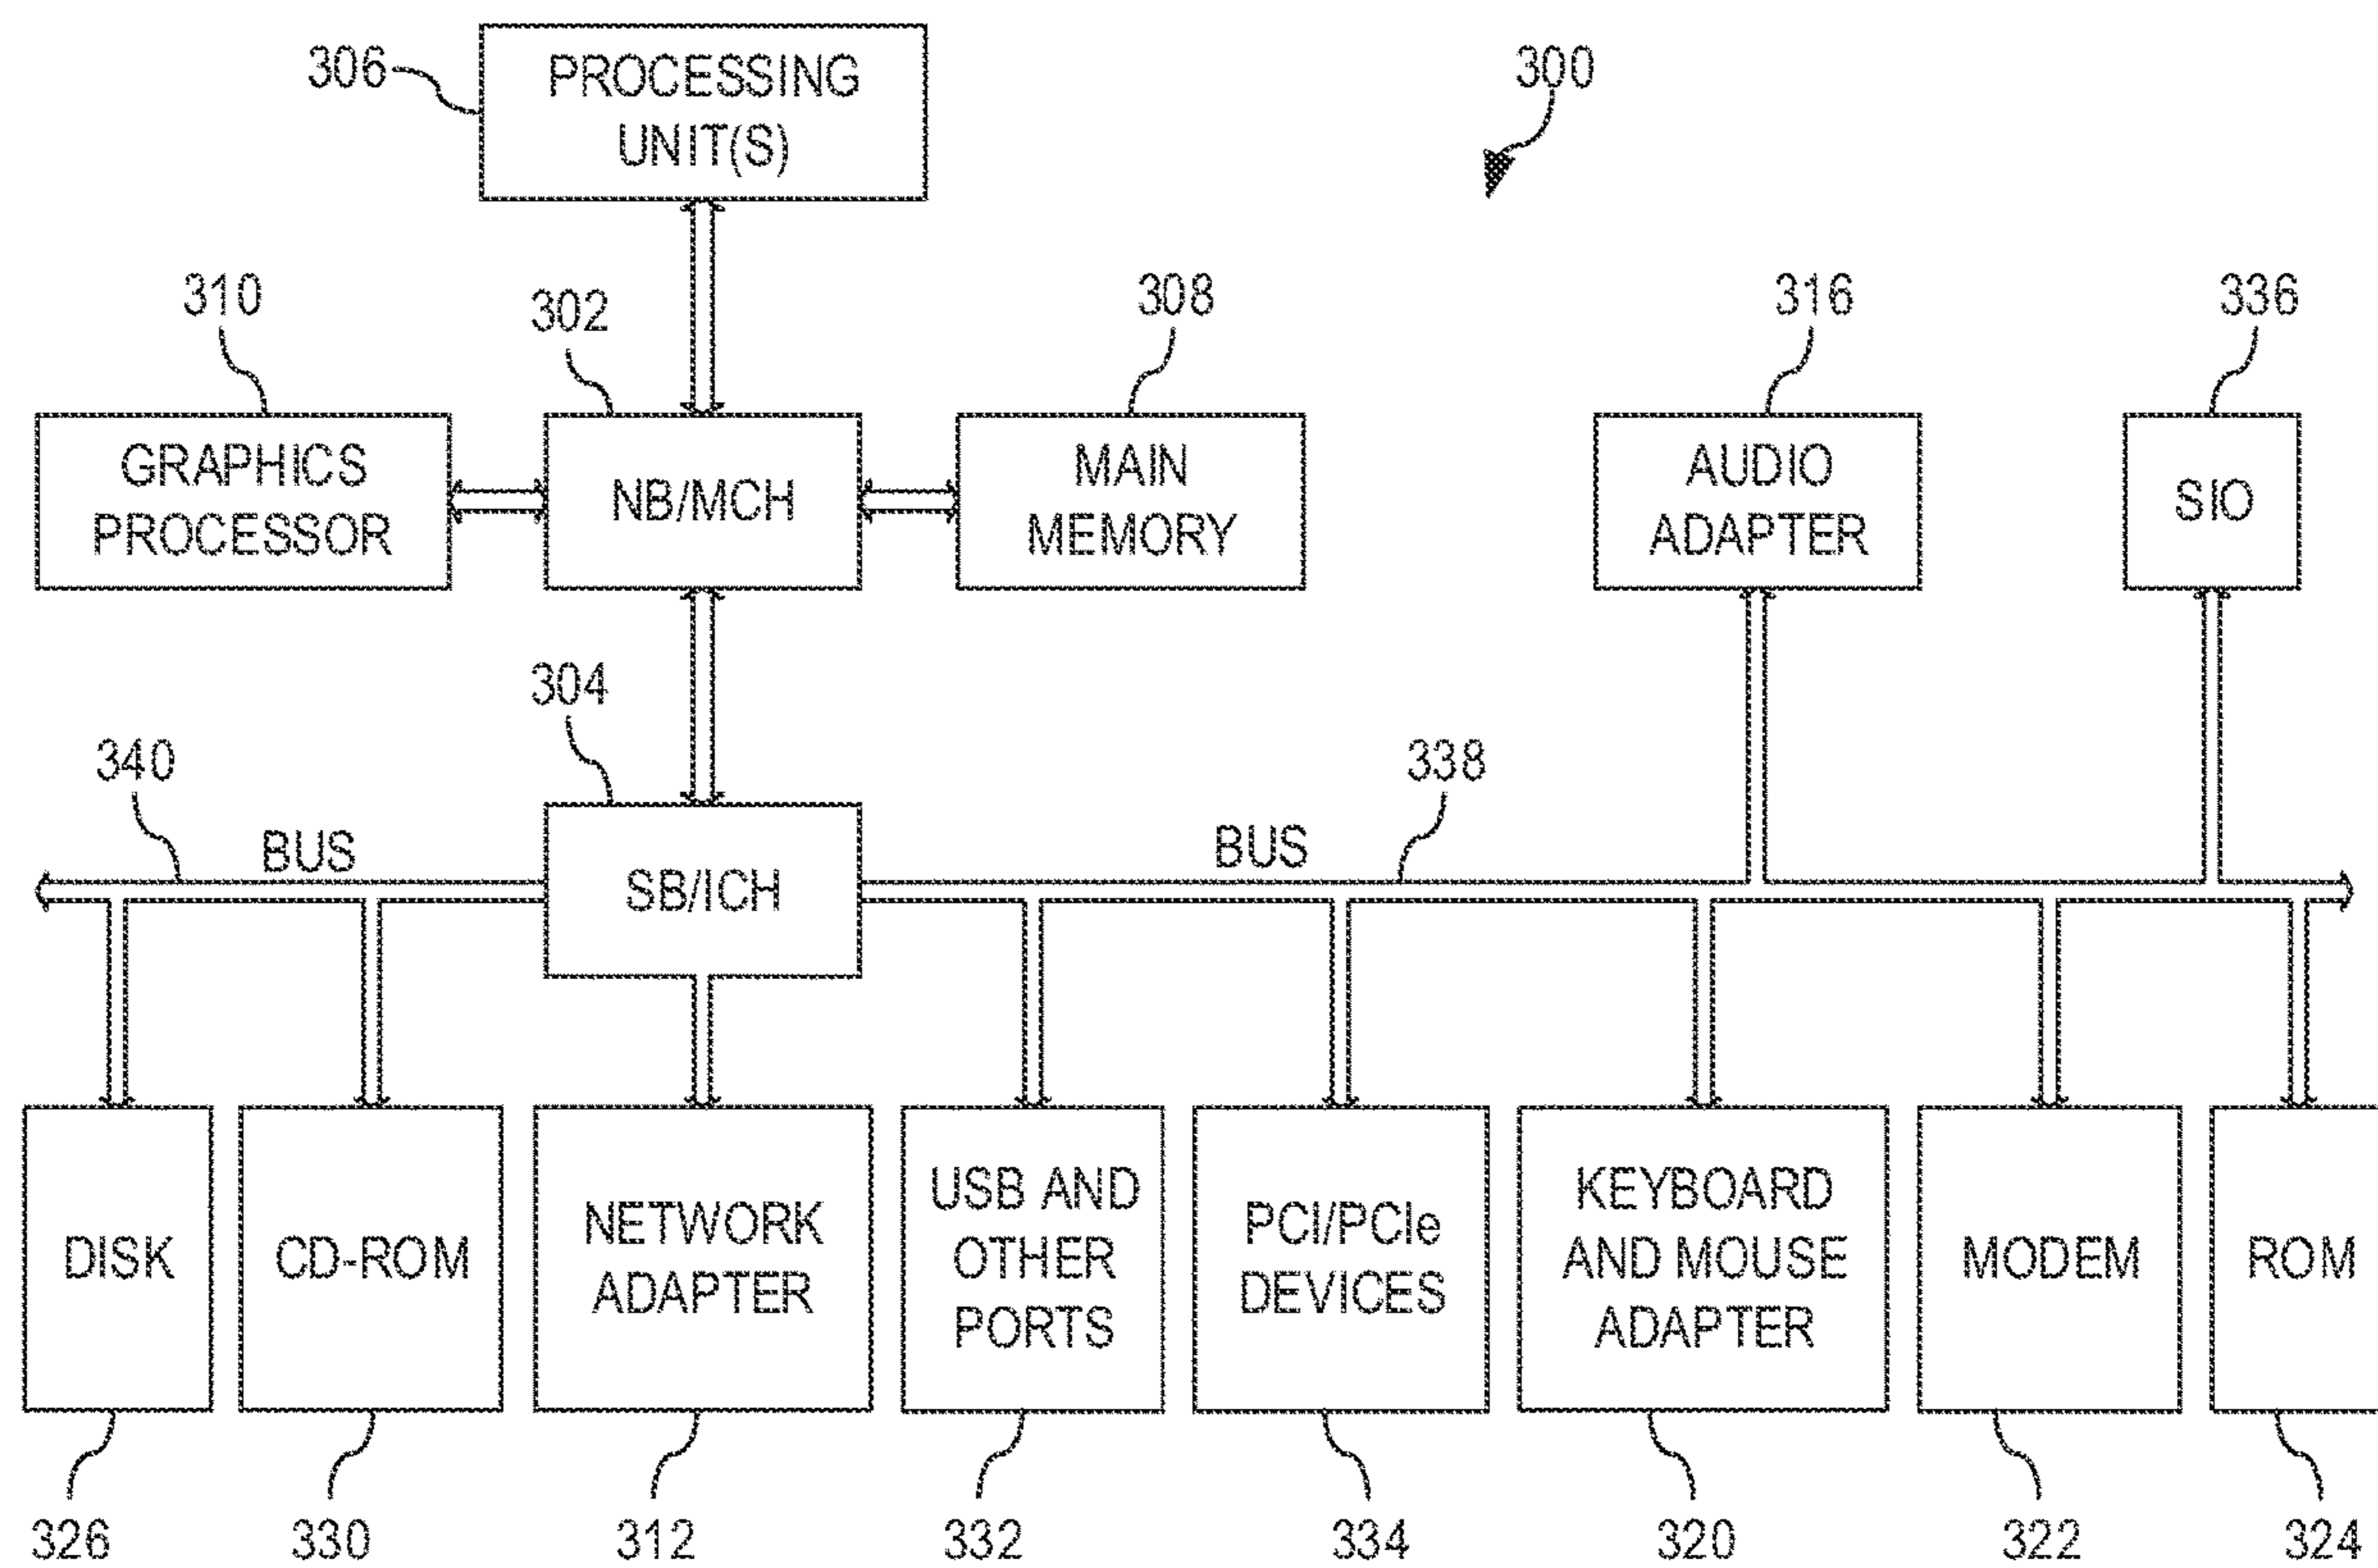 306
PROCESSING
UNIT(S)
300
310
302
308
316
336
GRAPHICS
PROCESSOR
NB/MCH
MAIN
MEMORY
AUDIO
ADAPTER
SIO
304
340
338
BUS
SB/ICH
BUS
DISK
CD-ROM
NETWORK
ADAPTER
USB AND
OTHER
PORTS
PCI/PCIe
DEVICES
KEYBOARD
AND MOUSE
ADAPTER
MODEM
ROM
326
330
312
332
334
320
322
324